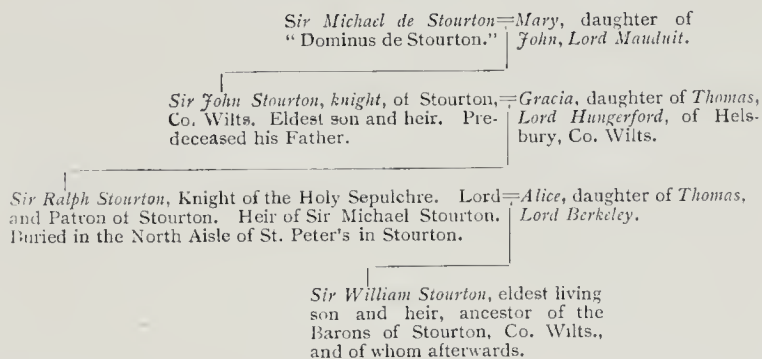 Sir Michael de Stourton=Mary, daughter of
"Dominus de Stourton." John, Lord Mauduit.
Sir John Stourton, knight, of Stourton,=Gracia, daughter of Thomas,
Co. Wilts. Eldest son and heir. Pre- Lord Hungerford, of Hels-
deceased his Father. bury, Co. Wilts.
Sir Ralph Stourton, Knight of the Holy Sepulchre. Lord=Alice, daughter of Thomas,
and Patron of Stourton. Heir of Sir Michael Stourton. Lord Berkeley.
Buried in the North Aisle of St. Peter's in Stourton.
Sir William Stourton, eldest living
son and heir, ancestor of the
Barons of Stourton, Co. Wilts.,
and of whom afterwards.